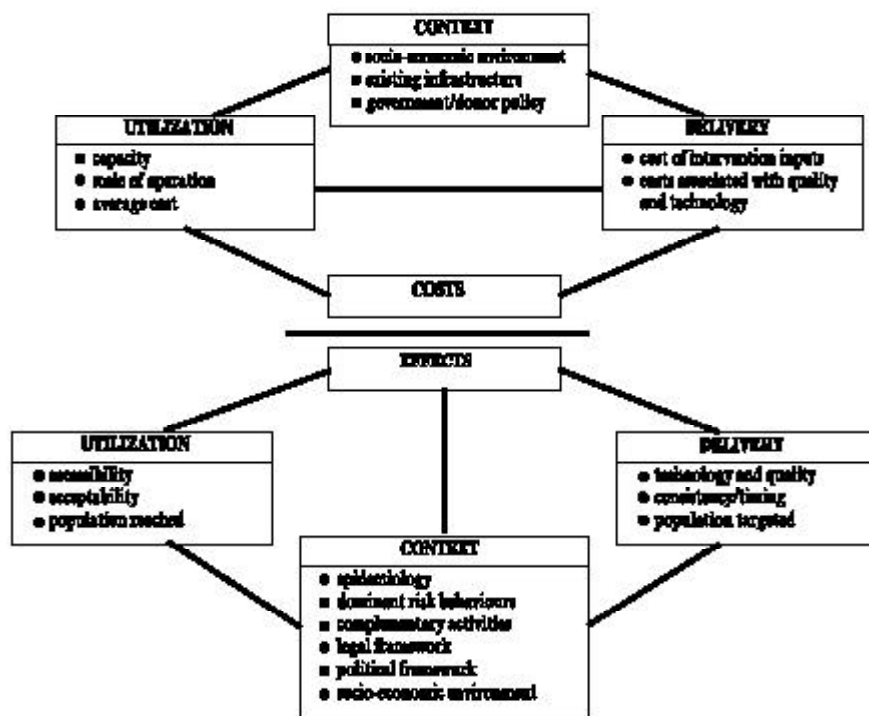 CONTEXT
socio-economic environment
existing infrastructure
government/donor policy
UTILIZATION
capacity
scale of operation
average cost
DELIVERY
cost of intervention inputs
costs associated with quality
and technology
COSTS
EFFECTS
UTILIZATION
accessibility
acceptability
population reached
DELIVERY
technology and quality
consistency/timing
population targeted
CONTEXT
epidemiology
dominant risk behaviours
complementary activities
legal framework
political framework
socio-economic environment